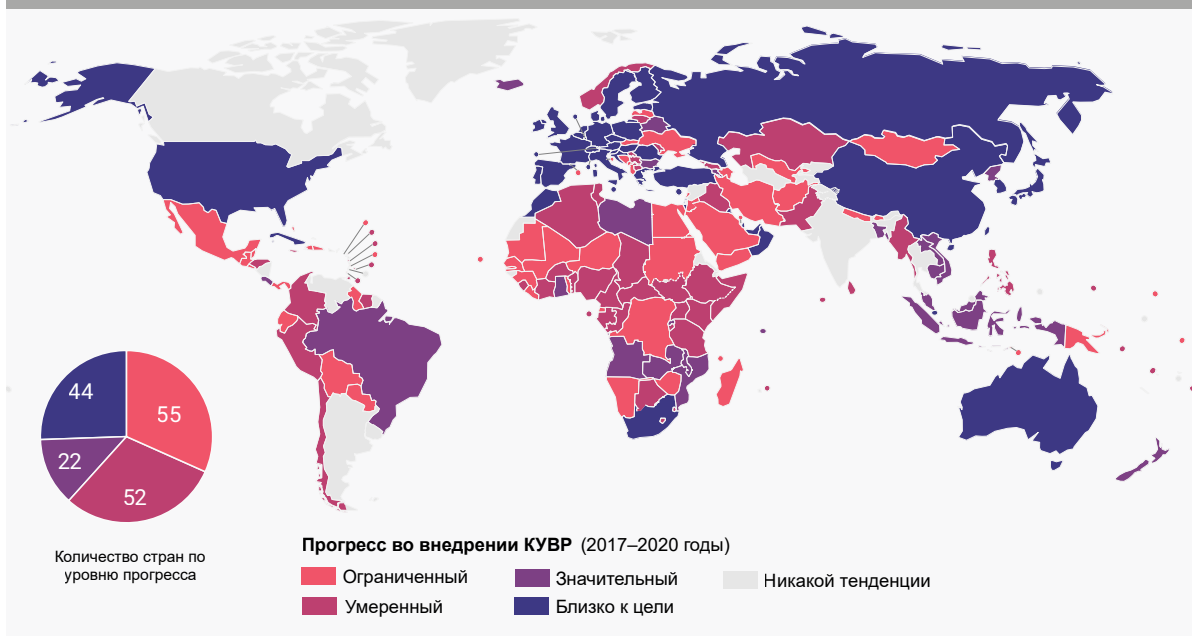 44
55
22
52
Количество стран по
уровню прогресса
Прогресс во внедрении КУВР (2017–2020 годы)
Ограниченный
Значительный
Никакой тенденции
Умеренный
Близко к цели